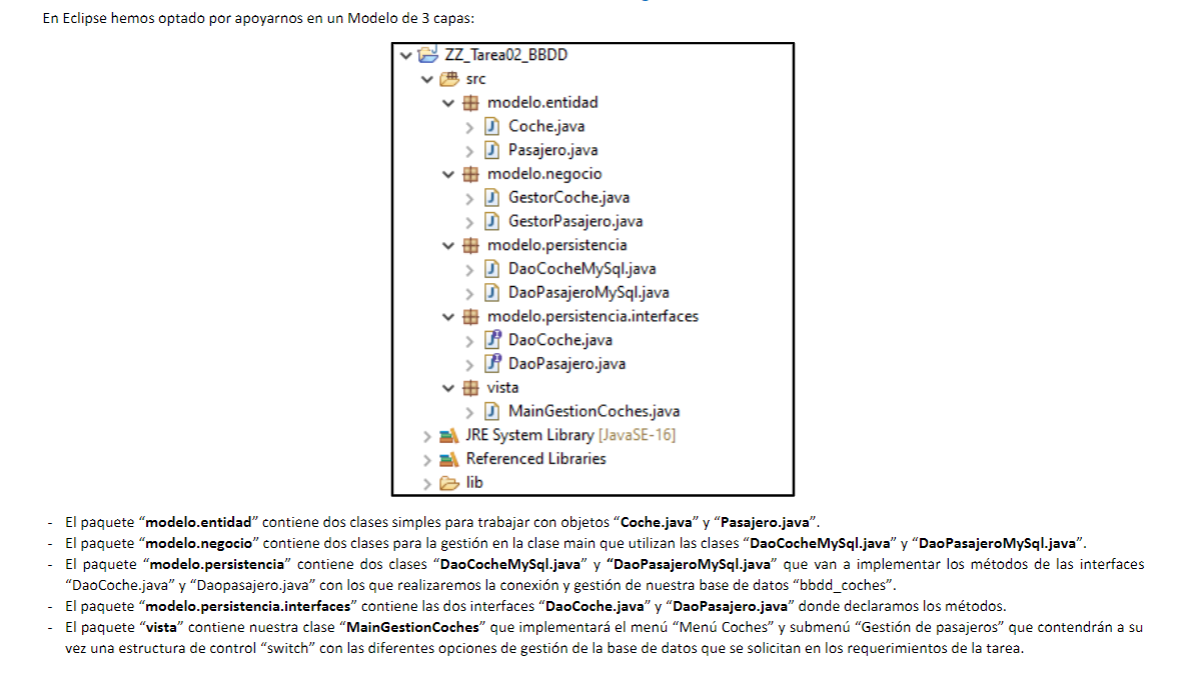 En Eclipse hemos optado por apoyarnos en un Modelo de 3 capas:
ZZ_Tarea02_BBDD
src
modelo.entidad
Coche.java
Pasajero.java
modelo.negocio
GestorCoche.java
GestorPasajero.java
modelo.persistencia
DaoCocheMySql.java
DaoPasajeroMySql.java
modelo.persistencia.interfaces
DaoCoche.java
DaoPasajero.java
vista
MainGestionCoches.java
JRE System Library [JavaSE-16]
Referenced Libraries
lib
- El paquete “modelo.entidad” contiene dos clases simples para trabajar con objetos “Coche.java” y “Pasajero.java”.
- El paquete “modelo.negocio” contiene dos clases para la gestión en la clase main que utilizan las clases “DaoCocheMySql.java” y “DaoPasajeroMySql.java”.
- El paquete “modelo.persistencia” contiene dos clases “DaoCocheMySql.java” y “DaoPasajeroMySql.java” que van a implementar los métodos de las interfaces
“DaoCoche.java” y “Daopasajero.java” con los que realizaremos la conexión y gestión de nuestra base de datos “bbdd_coches”.
- El paquete “modelo.persistencia.interfaces” contiene las dos interfaces “DaoCoche.java” y “DaoPasajero.java” donde declaramos los métodos.
- El paquete “vista” contiene nuestra clase “MainGestionCoches” que implementará el menú “Menú Coches” y submenú “Gestión de pasajeros” que contendrán a su
vez una estructura de control “switch” con las diferentes opciones de gestión de la base de datos que se solicitan en los requerimientos de la tarea.